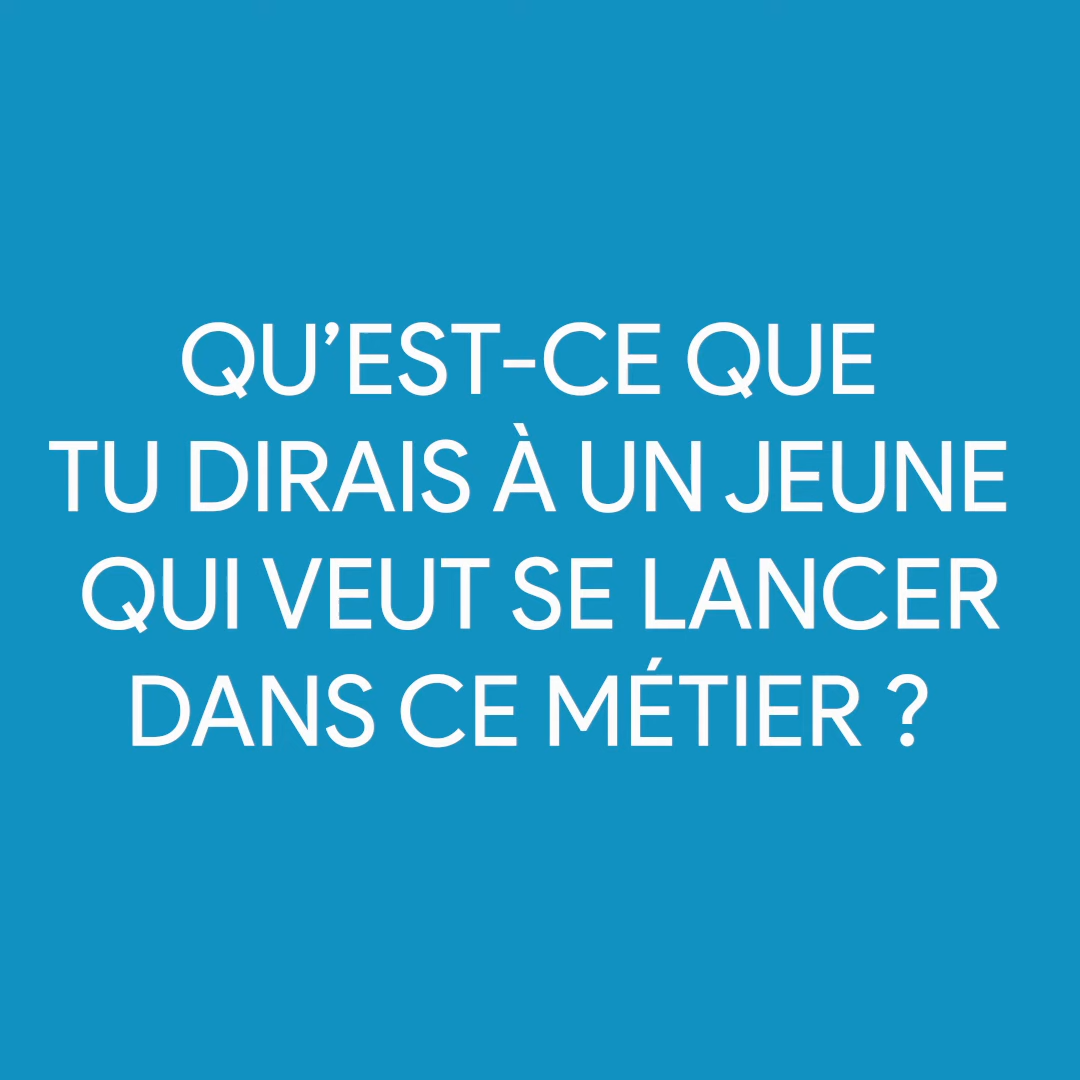 QU’EST-CE QUE
TU DIRAIS À UN JEUNE
QUI VEUT SE LANCER
DANS CE MÉTIER ?